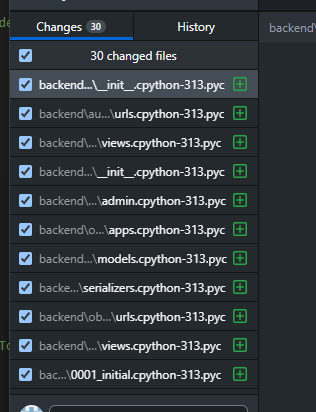 Changes 30 History
backend\
30 changed files
backend...\__init__.cpython-313.pyc
backend\au...\urls.cpython-313.pyc
backend\...\views.cpython-313.pyc
backend...\__init__.cpython-313.pyc
backend\...\admin.cpython-313.pyc
backend\o...\apps.cpython-313.pyc
backend...\models.cpython-313.pyc
backe...\serializers.cpython-313.pyc
backend\ob...\urls.cpython-313.pyc
backend\...\views.cpython-313.pyc
bac...\0001_initial.cpython-313.pyc